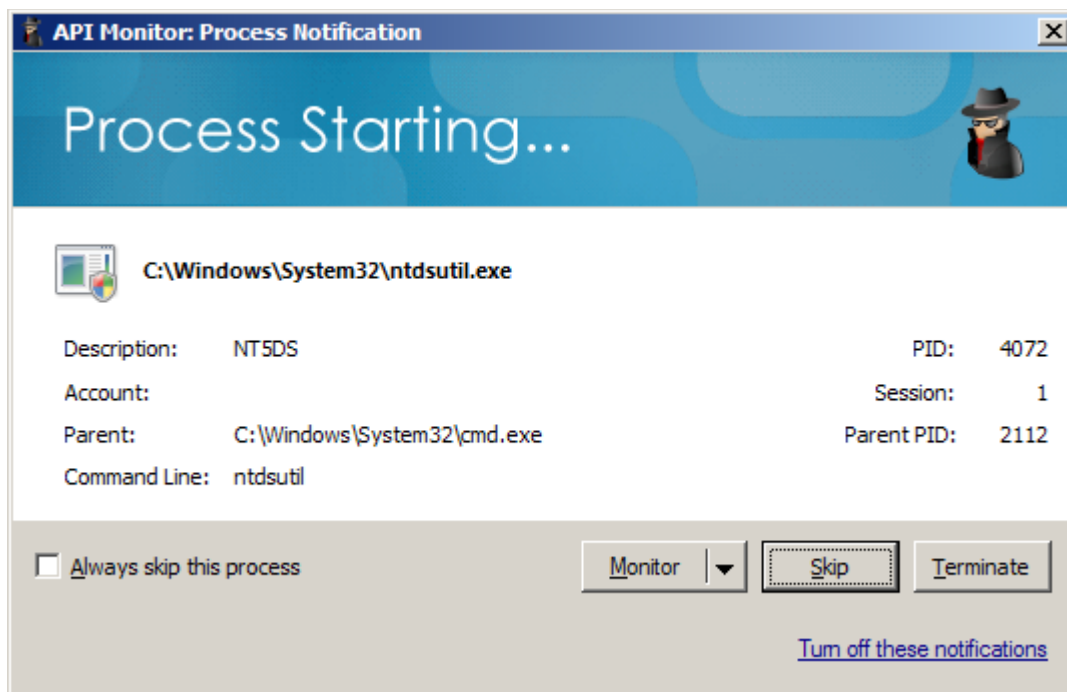 API Monitor: Process Notification
Process Starting...
C:\Windows\System32\ntdsutil.exe
Description: NT5DS PID: 4072
Account: Session: 1
Parent: C:\Windows\System32\cmd.exe Parent PID: 2112
Command Line: ntdsutil
Always skip this process Monitor Skip Terminate
Turn off these notifications